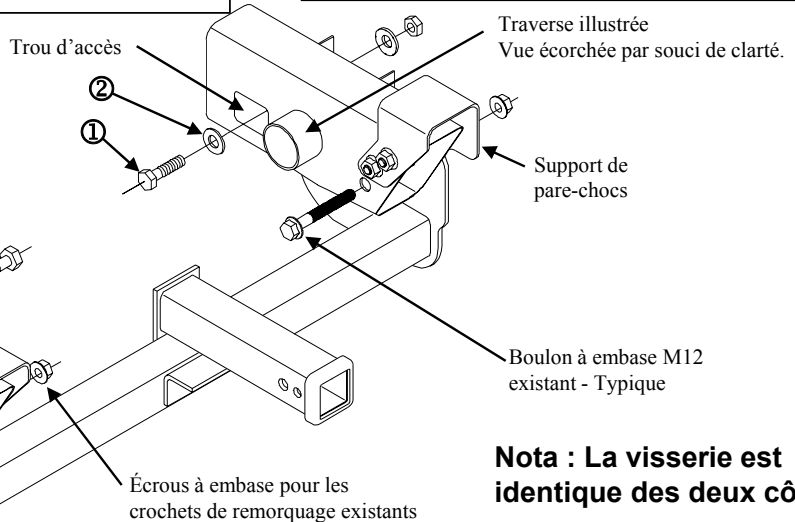 Traverse illustrée
Vue écorchée par souci de clarté.
Trou d’accès
②
①
Support de
pare-chocs
Boulon à embase M12
existant - Typique
Nota : La visserie est
identique des deux cô
Écrous à embase pour les
crochets de remorquage existants